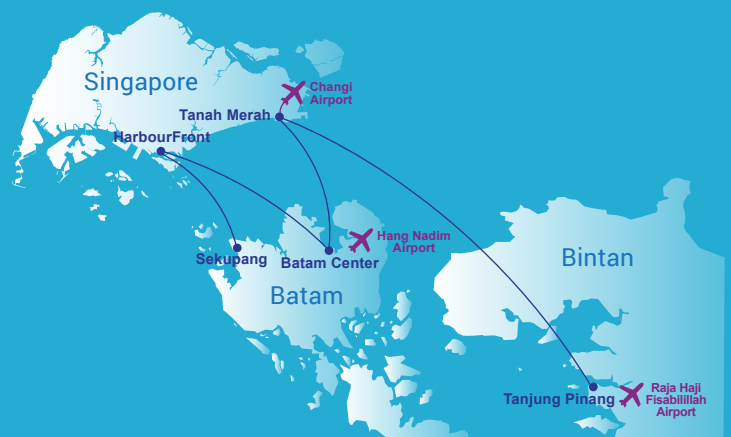 Singapore
Changi
Airport
Tanah Merah
HarbourFront
Hang Nadim
Airport
Sekupang
Batam Center
Bintan
Batam
Tanjung Pinang
Raja Haji
Fisabilillah
Airport